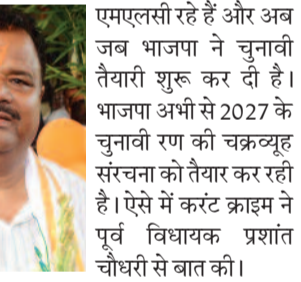 एमएलसी रहे हैं और अब
जब भाजपा ने चुनावी
तैयारी शुरू कर दी है।
भाजपा अभी से 2027 के
चुनावी रण की चक्रव्यूह
संरचना को तैयार कर रही
है। ऐसे में करंट क्राइम ने
पूर्व विधायक प्रशांत
चौधरी से बात की।